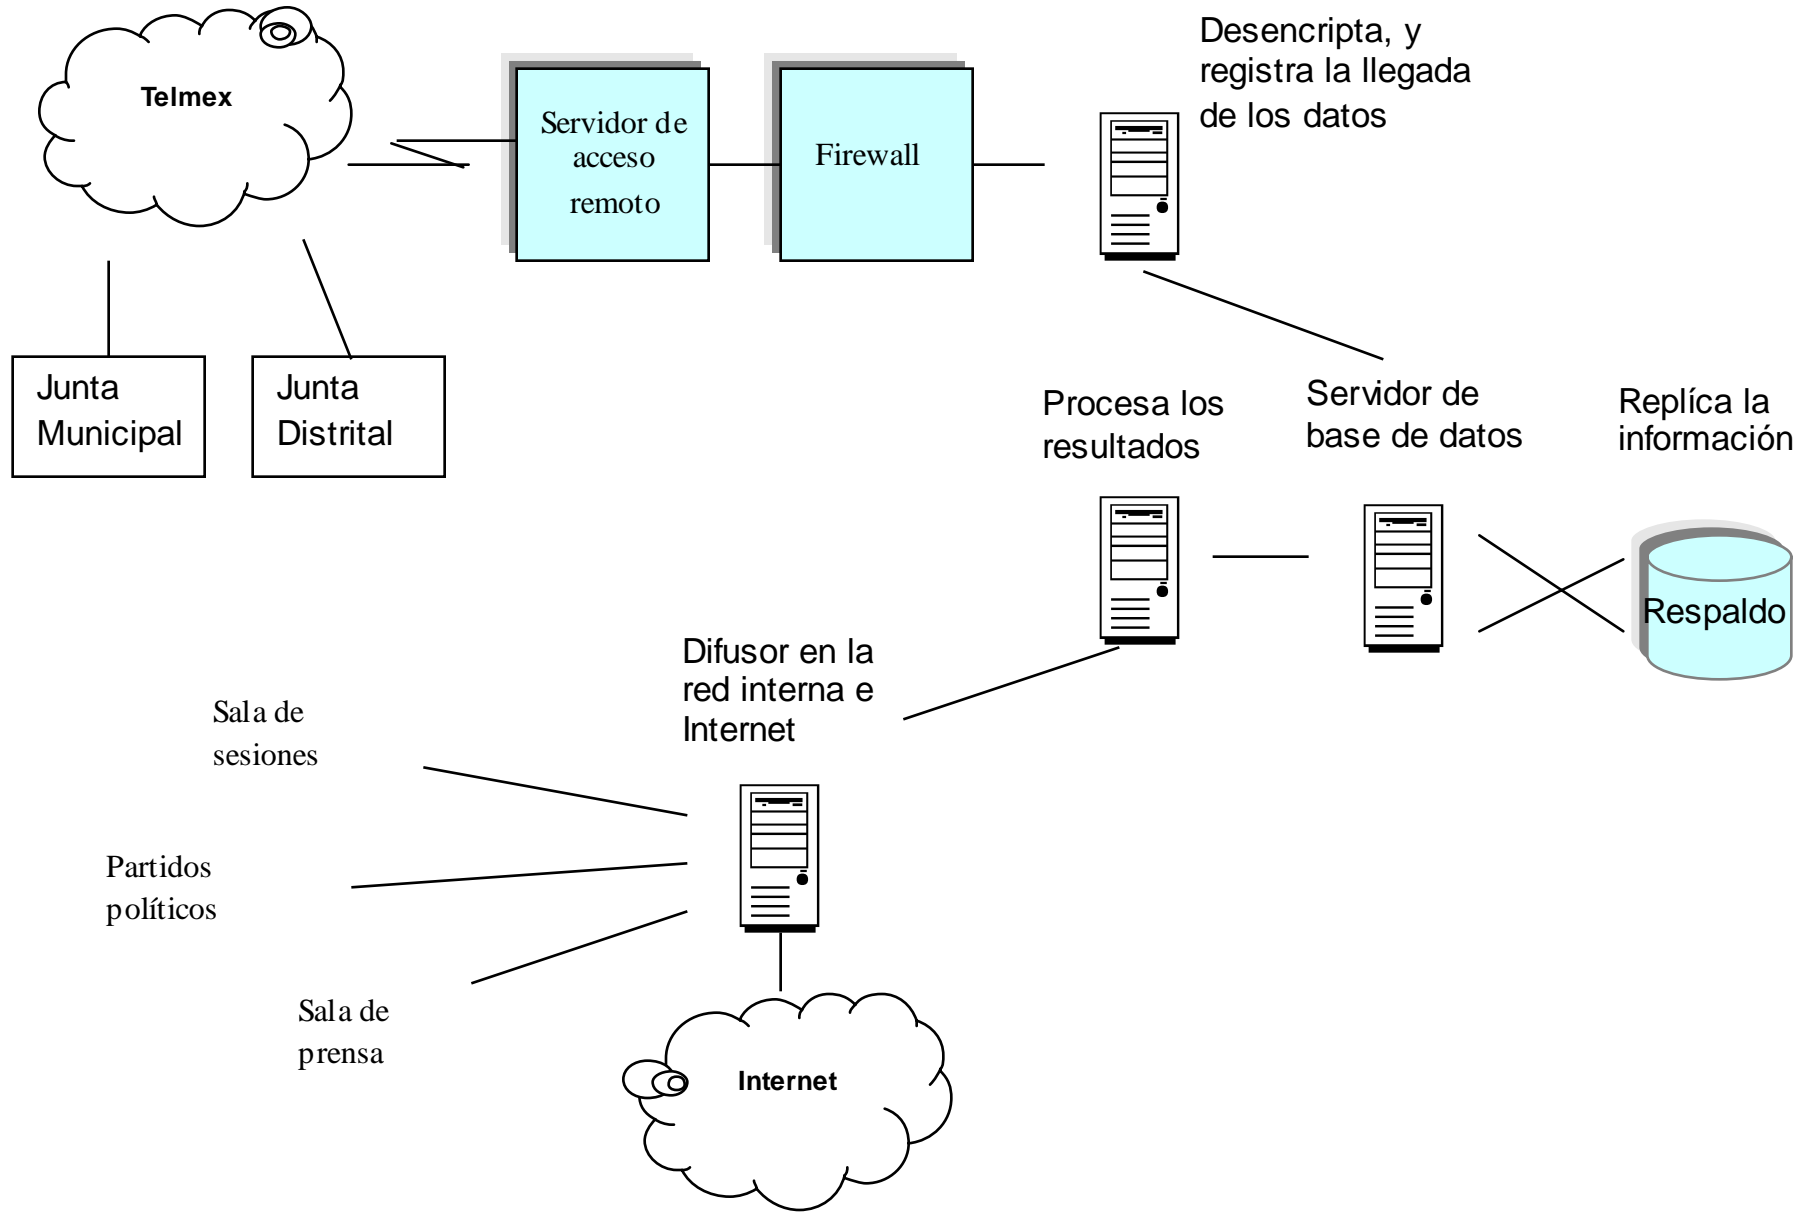 Telmex
Servidor de
acceso
remoto
Firewall
Desencripta, y
registra la llegada
de los datos
Junta
Municipal
Junta
Distrital
Procesa los
resultados
Servidor de
base de datos
Replíca la
información
Respaldo
Difusor en la
red interna e
Internet
Sala de
sesiones
Partidos
políticos
Sala de
prensa
Internet